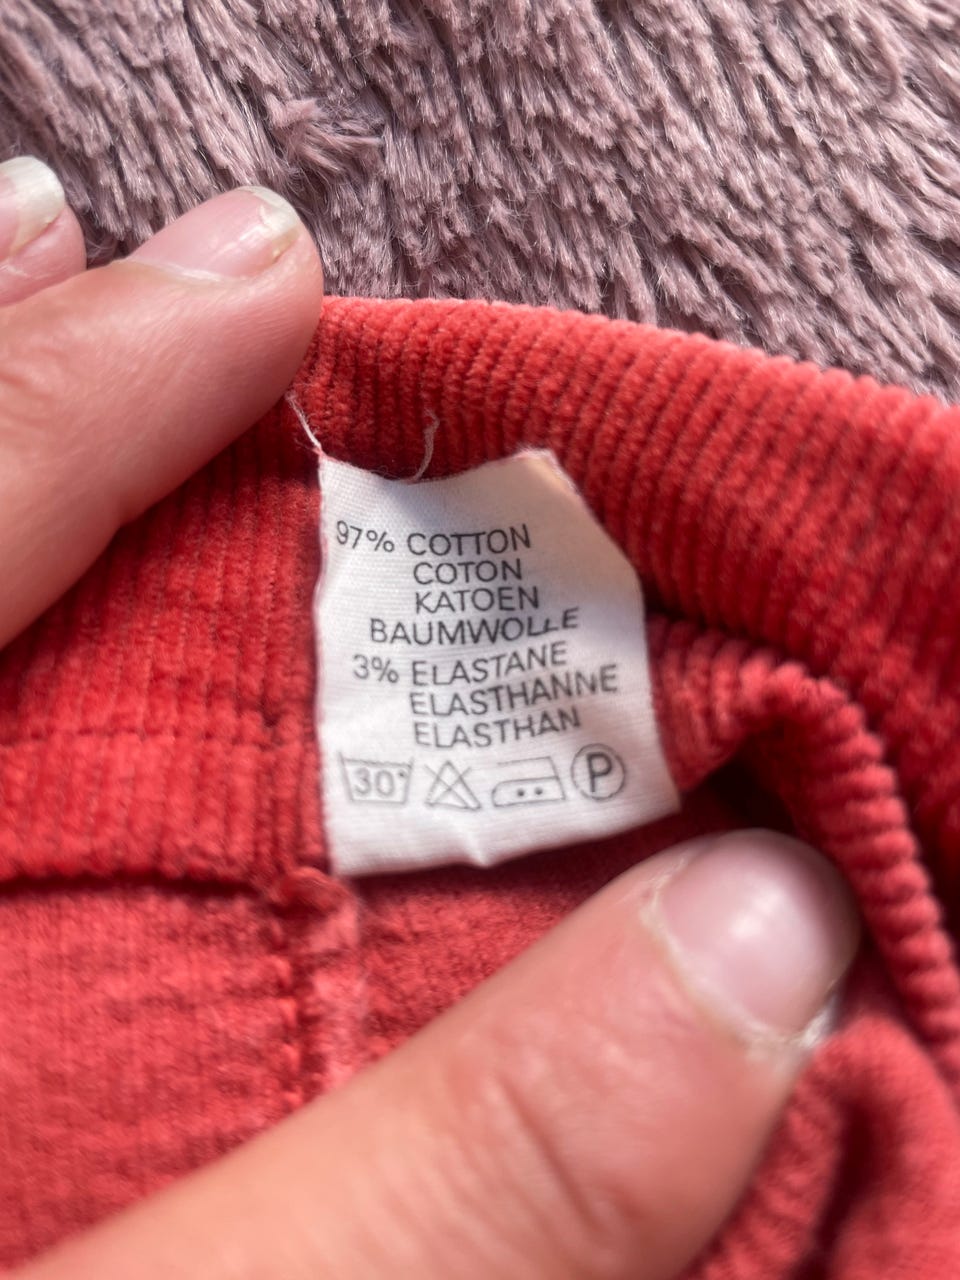 97% COTTON
COTON
KATOEN
BAUMWOLLE
3% ELASTANE
ELASTHANNE
ELASTHAN
30° P